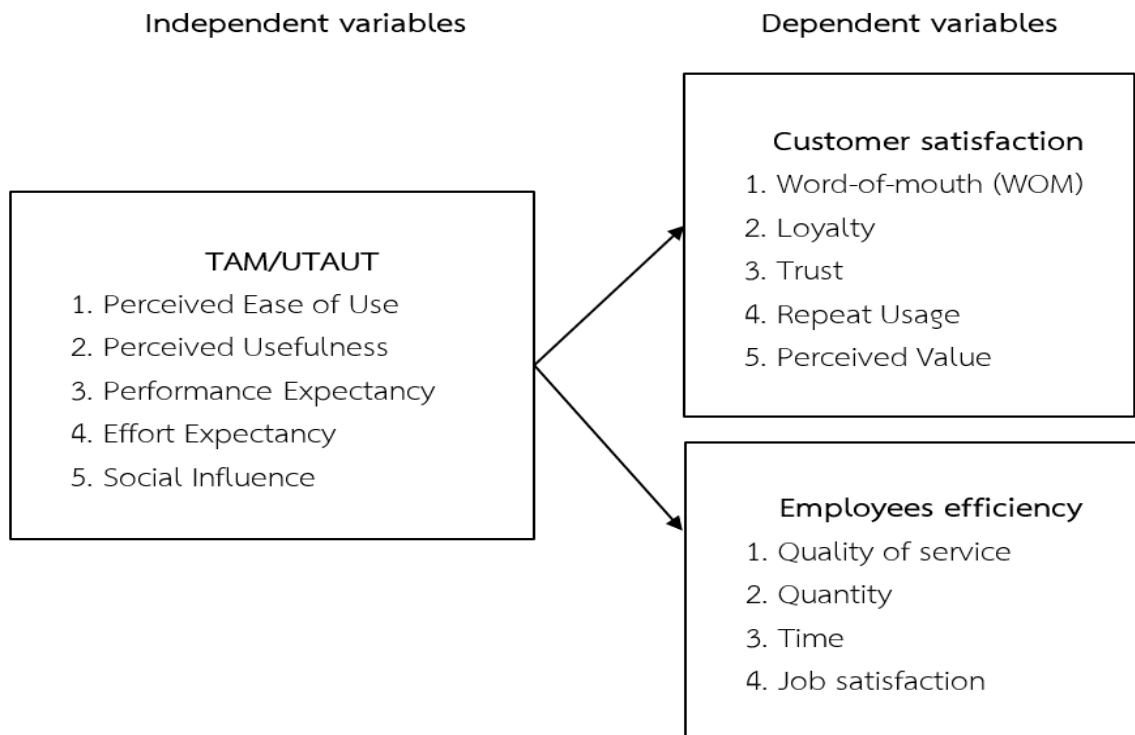 Independent variables
Dependent variables
TAM/UTAUT
1. Perceived Ease of Use
2. Perceived Usefulness
3. Performance Expectancy
4. Effort Expectancy
5. Social Influence
Customer satisfaction
1. Word-of-mouth (WOM)
2. Loyalty
3. Trust
4. Repeat Usage
5. Perceived Value
Employees efficiency
1. Quality of service
2. Quantity
3. Time
4. Job satisfaction